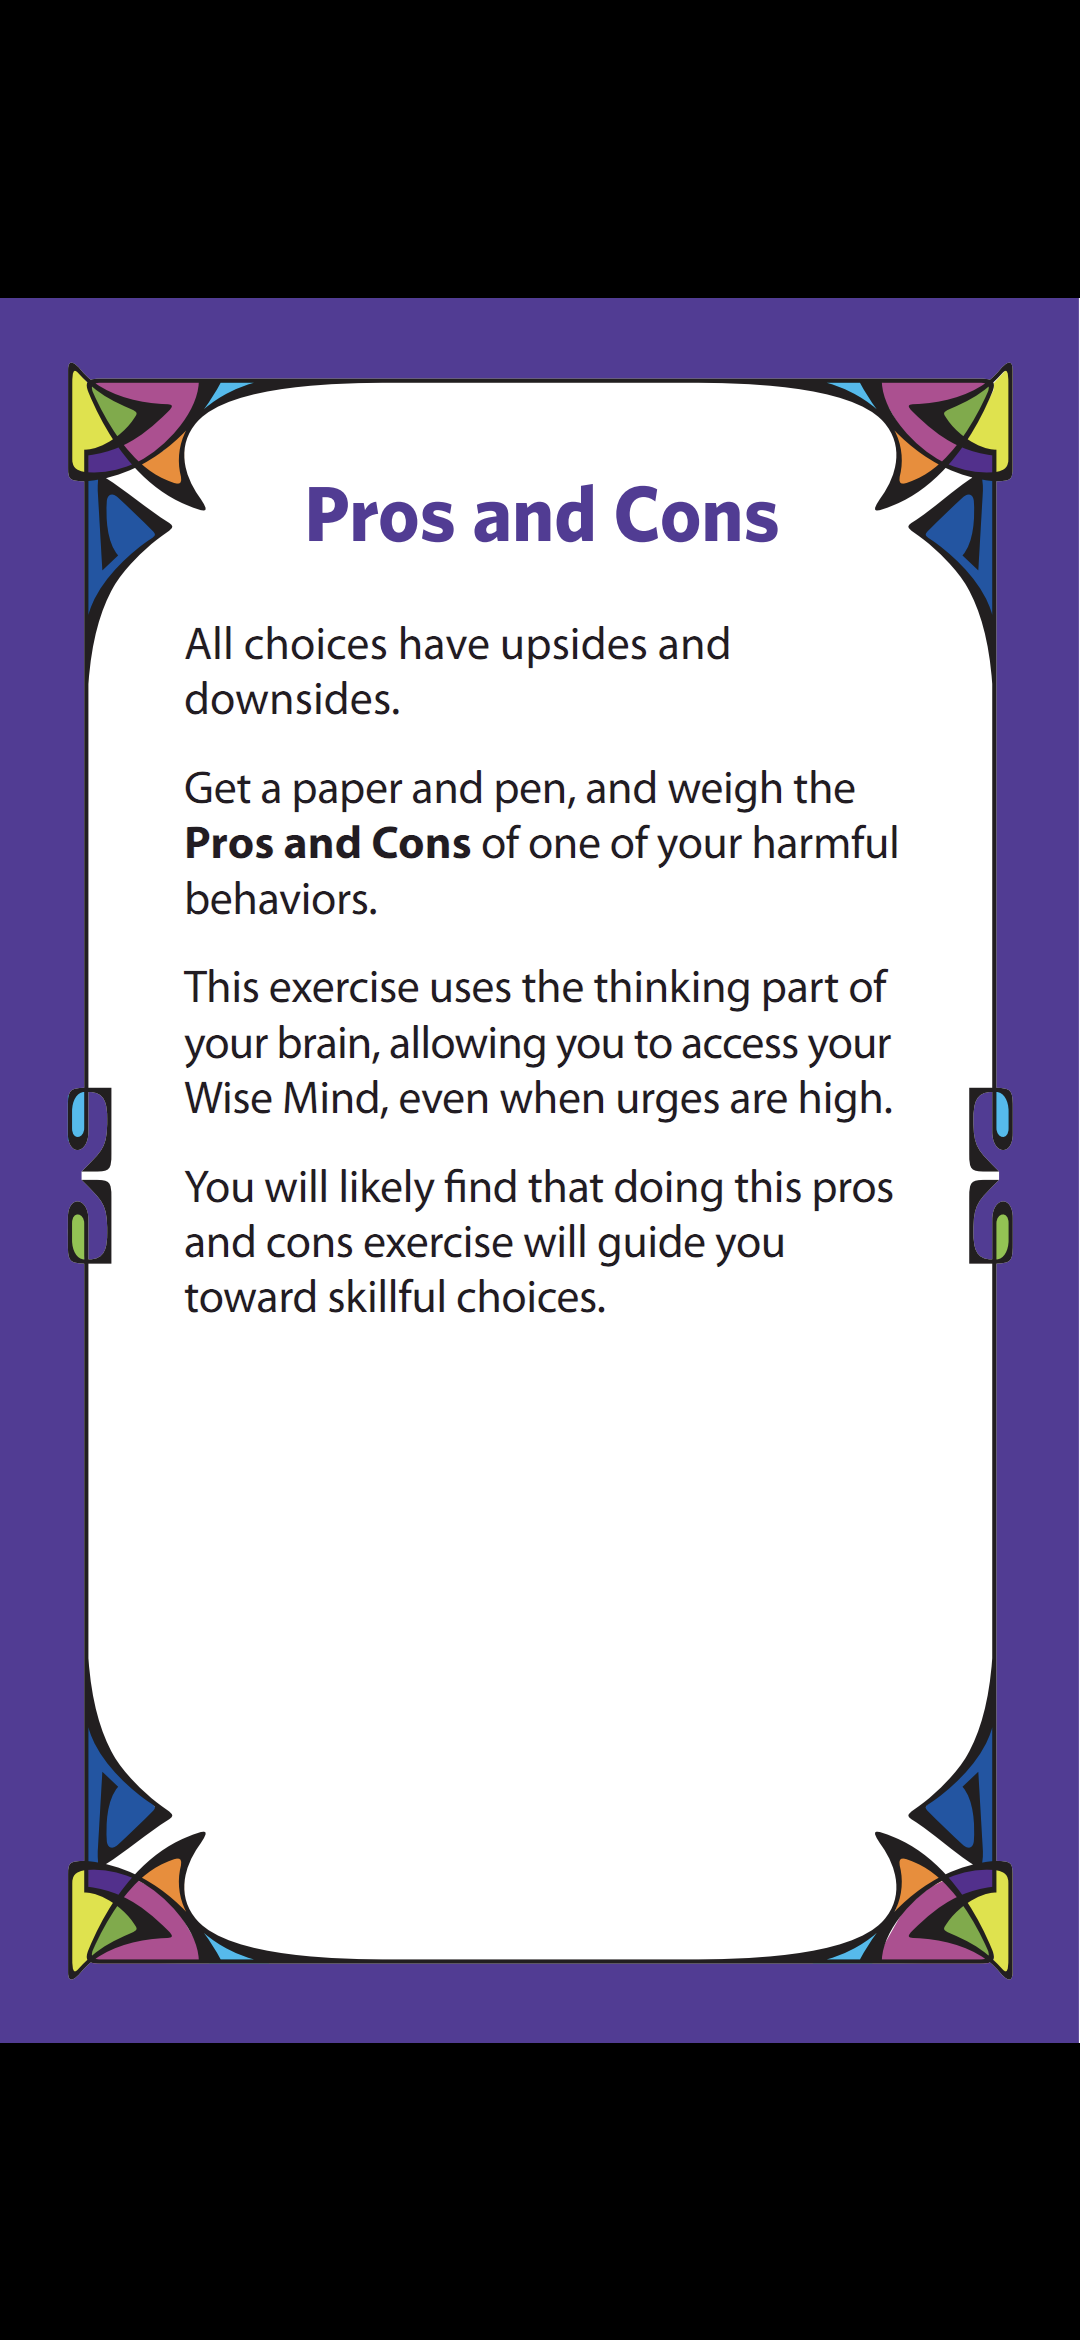 Pros and Cons
All choices have upsides and
downsides.
Get a paper and pen, and weigh the
Pros and Cons of one of your harmful
behaviors.
This exercise uses the thinking part of
your brain, allowing you to access your
Wise Mind, even when urges are high.
You will likely find that doing this pros
and cons exercise will guide you
toward skillful choices.